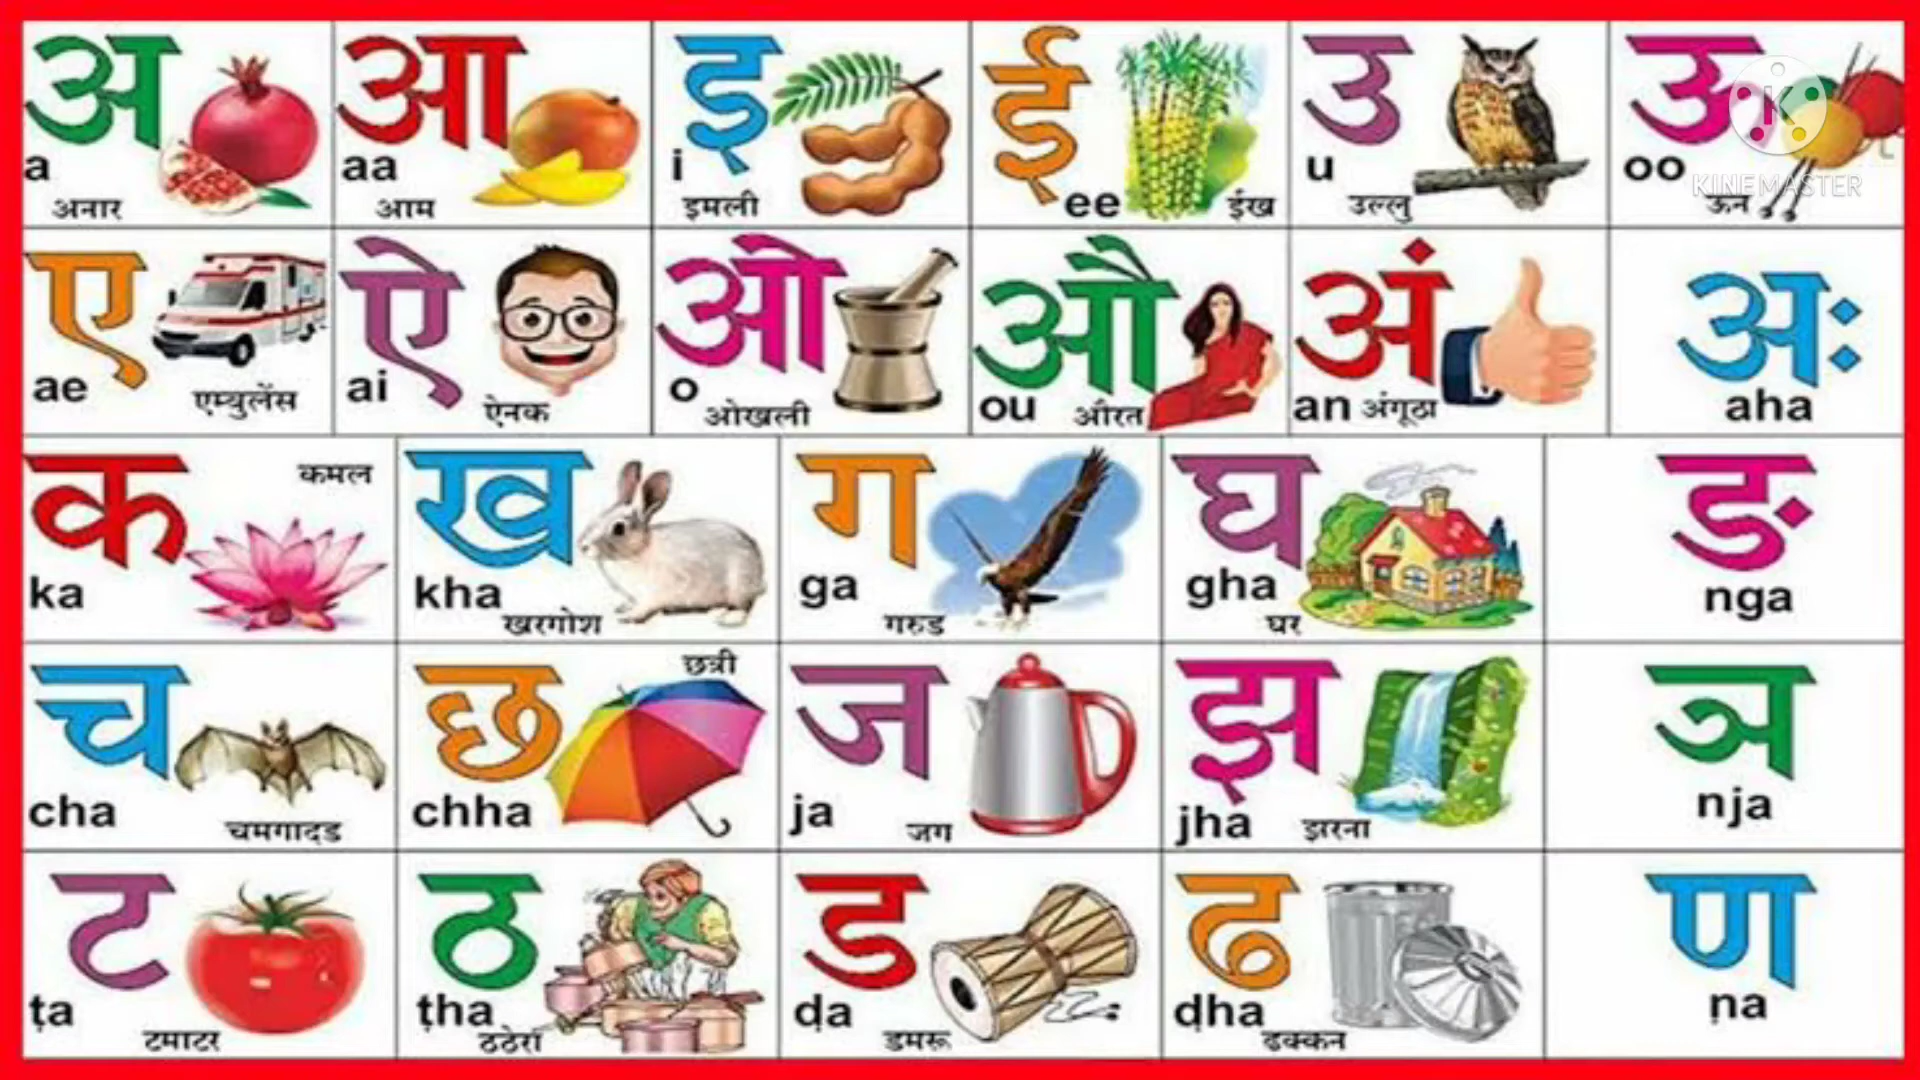 अ a अनार
आ aa आम
इ i इमली
ई ee ईख
उ u उल्लु
ऊ oo ऊन
KINEMASTER
ए ae एम्बुलेंस
ऐ ai ऐनक
ओ o ओखली
औ ou औरत
अं an अंगूठा
अः aha
क ka कमल
ख kha खरगोश
ग ga गरुड
घ gha घर
ङ nga
च cha चमगादड
छ chha छत्री
ज ja जग
झ jha झरना
ञ nja
ट ṭa टमाटर
ठ ṭha ठठेरा
ड ḍa डमरू
ढ ḍha ढक्कन
ण ṇa